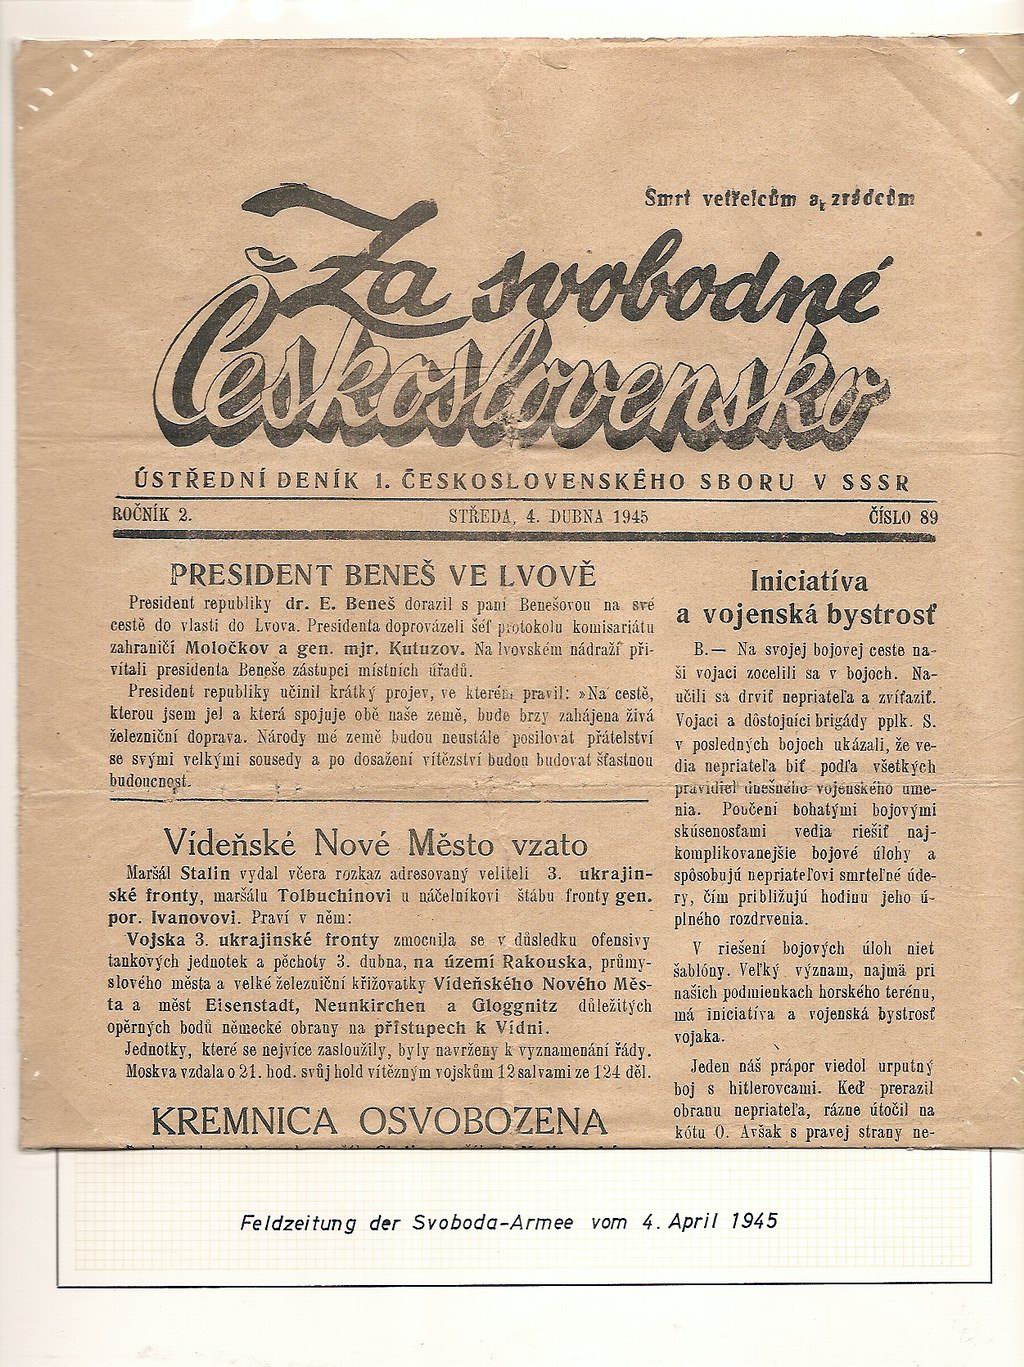 Smrt vetřelcům a zrádcům
Za svobodné
Československo
ÚSTŘEDNÍ DENÍK 1. ČESKOSLOVENSKÉHO SBORU V SSSR
ROČNÍK 2. STŘEDA, 4. DUBNA 1945 ČÍSLO 89
PRESIDENT BENEŠ VE LVOVĚ
President republiky dr. E. Beneš dorazil s paní Benešovou na své
cestě do vlasti do Lvova. Presidenta doprovázeli šéf protokolu komisariátu
zahraničí Moločkov a gen. mjr. Kutuzov. Na lvovském nádraží při-
vítali presidenta Beneše zástupci místních úřadů.
President republiky učinil krátký projev, ve kterém pravil: »Na cestě,
kterou jsem jel a která spojuje obě naše země, bude brzy zahájena živá
železniční doprava. Národy mé země budou neustále posilovat přátelství
se svými velkými sousedy a po dosažení vítězství budou budovat šťastnou
budoucnost.
Vídeňské Nové Město vzato
Maršál Stalin vydal včera rozkaz adresovaný veliteli 3. ukrajin-
ské fronty, maršálu Tolbuchinovi u náčelníkovi štábu fronty gen.
por. Ivanovovi. Praví v něm:
Vojska 3. ukrajinské fronty zmocnila se v důsledku ofensivy
tankových jednotek a pěchoty 3. dubna, na území Rakouska, průmy-
slového města a velké železniční křižovatky Vídeňského Nového Měs-
ta a měst Eisenstadt, Neunkirchen a Gloggnitz důležitých
opěrných bodů německé obrany na přístupech k Vídni.
Jednotky, které se nejvíce zasloužily, byly navrženy k vyznamenání řády.
Moskva vzdala o 21. hod. svůj hold vítězným vojskům 12 salvami ze 124 děl.
KREMNICA OSVOBOZENA
Iniciatíva
a vojenská bystrosť
B.— Na svojej bojovej ceste na-
ši vojaci zocelili sa v bojoch. Na-
učili sa drviť nepriateľa a zvíťaziť.
Vojaci a dôstojníci brigády pplk. S.
v posledných bojoch ukázali, že ve-
dia nepriateľa biť podľa všetkých
pravidiel dnešného vojenského ume-
nia. Poučení bohatými bojovými
skúsenosťami vedia riešiť naj-
komplikovanejšie bojové úlohy a
spôsobujú nepriateľovi smrteľné úde-
ry, čím približujú hodinu jeho ú-
plného rozdrvenia.
V riešení bojových úloh niet
šablóny. Veľký význam, najmä pri
našich podmienkach horského terénu,
má iniciatíva a vojenská bystrosť
vojaka.
Jeden náš prápor viedol urputný
boj s hitlerovcami. Keď prerazil
obranu nepriateľa, rázne útočil na
kótu O. Avšak s pravej strany ne-
Feldzeitung der Svoboda-Armee vom 4. April 1945